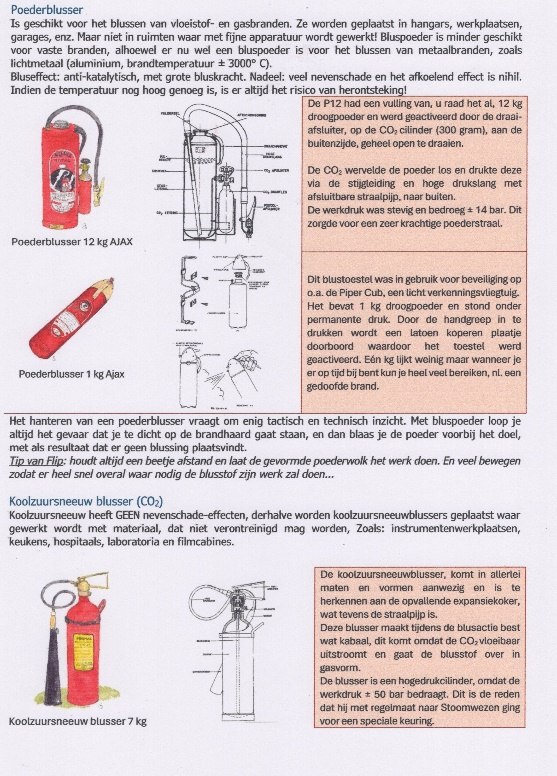 Poederblusser
Is geschikt voor het blussen van vloeistof- en gasbranden. Ze worden geplaatst in hangars, werkplaatsen,
garages, enz. Maar niet in ruimten waar met fijne apparatuur wordt gewerkt! Bluspoeder is minder geschikt
voor vaste branden, alhoewel er nu wel een bluspoeder is voor het blussen van metaalbranden, zoals
lichtmetaal (aluminium, brandtemperatuur ± 3000° C).
Bluseffect: anti-katalytisch, met grote bluskracht. Nadeel: veel nevenschade en het afkoelend effect is nihil.
Indien de temperatuur nog hoog genoeg is, is er altijd het risico van herontsteking!
De P12 had een vulling van, u raad het al, 12 kg
droogpoeder en werd geactiveerd door de draai-
afsluiter, op de CO₂ cilinder (300 gram), aan de
buitenzijde, geheel open te draaien.
De CO₂ wervelde de poeder los en drukte deze
via de stijgleiding en hoge drukslang met
afsluitbare straalpijp, naar buiten.
De werkdruk was stevig en bedroeg ± 14 bar. Dit
zorgde voor een zeer krachtige poederstraal.
Poederblusser 12 kg AJAX
Dit blustoestel was in gebruik voor beveiliging op
o.a. de Piper Cub, een licht verkenningsvliegtuig.
Het bevat 1 kg droogpoeder en stond onder
permanente druk. Door de handgreep in te
drukken wordt een latoen koperen plaatje
doorboord waardoor het toestel werd
geactiveerd. Eén kg lijkt weinig maar wanneer je
er op tijd bij bent kun je heel veel bereiken, nl. een
gedoofde brand.
Poederblusser 1 kg Ajax
Het hanteren van een poederblusser vraagt om enig tactisch en technisch inzicht. Met bluspoeder loop je
altijd het gevaar dat je te dicht op de brandhaard gaat staan, en dan blaas je de poeder voorbij het doel,
met als resultaat dat er geen blussing plaatsvindt.
Tip van Flip: houdt altijd een beetje afstand en laat de gevormde poederwolk het werk doen. En veel bewegen
zodat er heel snel overal waar nodig de blusstof zijn werk zal doen...
Koolzuursneeuw blusser (CO₂)
Koolzuursneeuw heeft GEEN nevenschade-effecten, derhalve worden koolzuursneeuwblussers geplaatst waar
gewerkt wordt met materiaal, dat niet verontreinigd mag worden, Zoals: instrumentenwerkplaatsen,
keukens, hospitaals, laboratoria en filmcabines.
De koolzuursneeuwblusser, komt in allerlei
maten en vormen aanwezig en is te
herkennen aan de opvallende expansiekoker,
wat tevens de straalpijp is.
Deze blusser maakt tijdens de blusactie best
wat kabaal, dit komt omdat de CO₂ vloeibaar
uitstroomt en gaat de blusstof over in
gasvorm.
De blusser is een hogedrukcilinder, omdat de
werkdruk ± 50 bar bedraagt. Dit is de reden
dat hij met regelmaat naar Stoomwezen ging
voor een speciale keuring.
Koolzuursneeuw blusser 7 kg